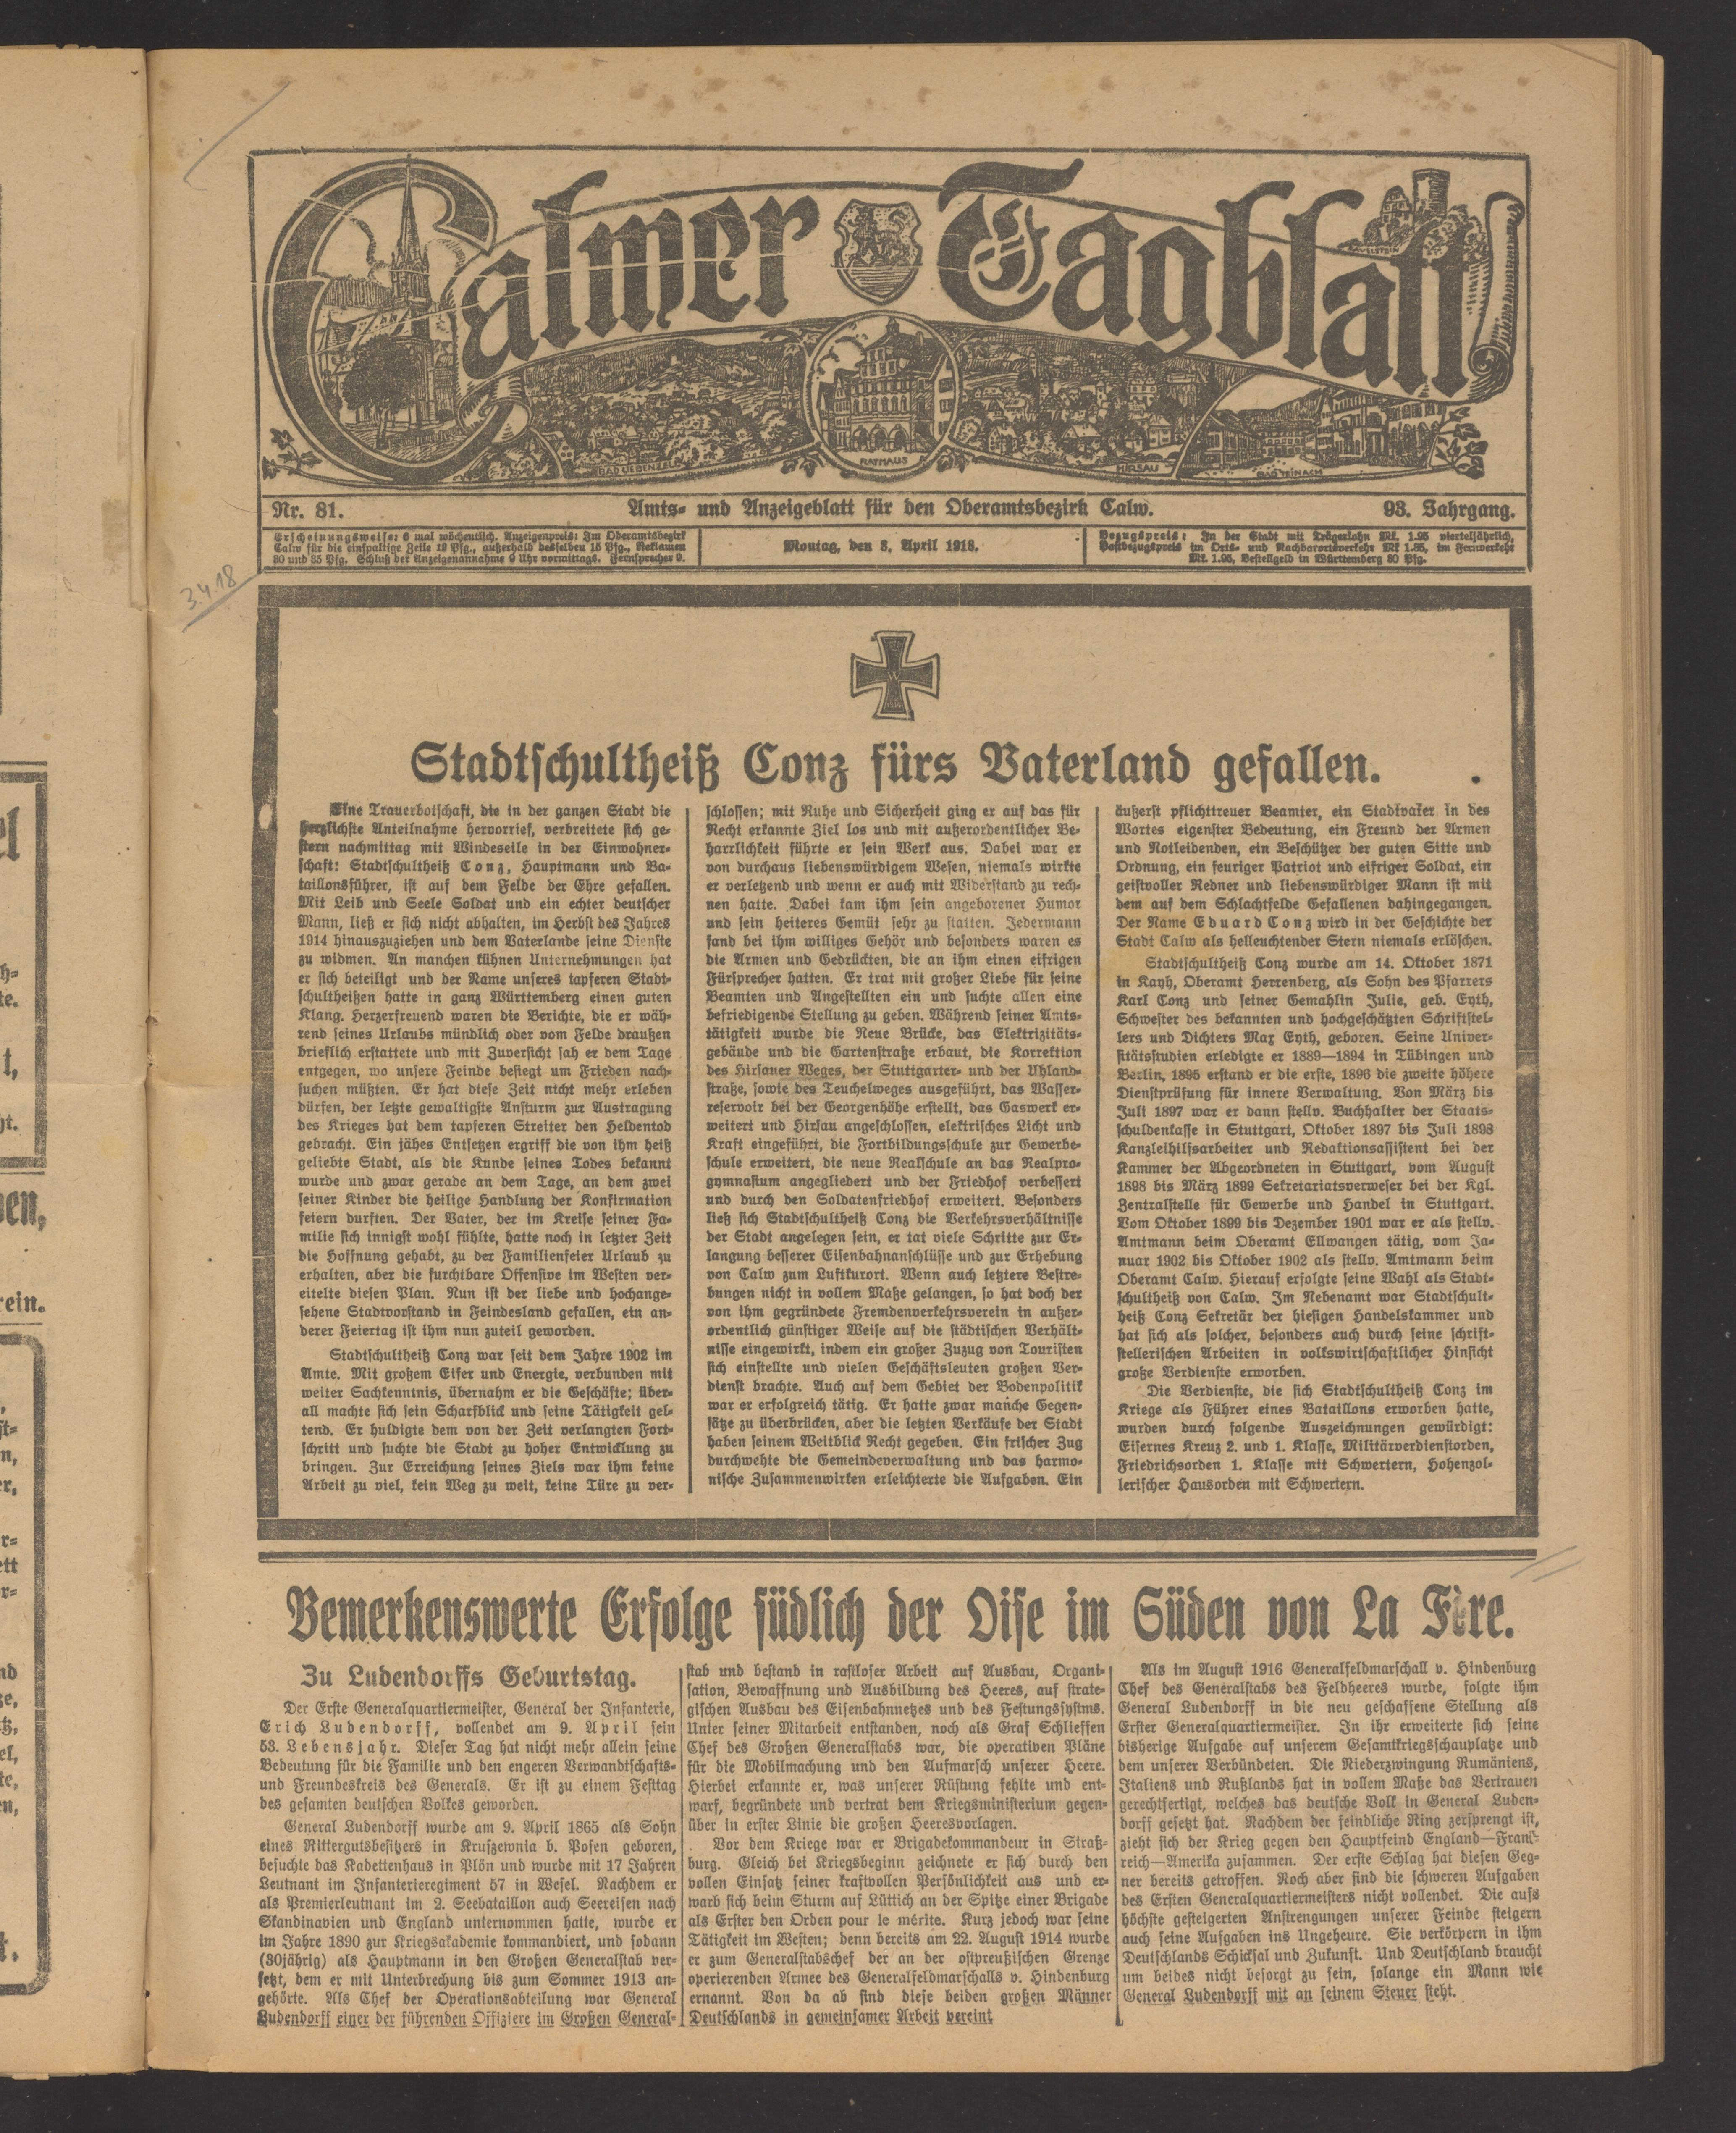 Calwer Tagblatt
BAD LIEBENZELL
RATHAUS
HIRSAU
BAD TEINACH
Nr. 81.
Amts- und Anzeigeblatt für den Oberamtsbezirk Calw.
93. Jahrgang.
Erscheinungsweise: 6 mal wöchentlich. Anzeigenpreis: Im Oberamtsbezirk
Calw für die einspaltige Zeile 12 Pfg., außerhalb desselben 15 Pfg., Reklamen
30 und 35 Pfg. Schluß der Anzeigenannahme 9 Uhr vormittags. Fernsprecher 9.
Montag, den 8. April 1918.
Bezugspreis: In der Stadt mit Trägerlohn Mk. 1.95 vierteljährlich,
Postbezugspreis im Orts- und Nachbarortsverkehr Mk 1.85, im Fernverkehr
Mk. 1.95, Bestellgeld in Württemberg 30 Pfg.
3.4.18
Stadtschultheiß Conz fürs Vaterland gefallen.
Eine Trauerbotschaft, die in der ganzen Stadt die
herzlichste Anteilnahme hervorrief, verbreitete sich ge-
stern nachmittag mit Windeseile in der Einwohner-
schaft: Stadtschultheiß Conz, Hauptmann und Ba-
taillonsführer, ist auf dem Felde der Ehre gefallen.
Mit Leib und Seele Soldat und ein echter deutscher
Mann, ließ er sich nicht abhalten, im Herbst des Jahres
1914 hinauszuziehen und dem Vaterlande seine Dienste
zu widmen. An manchen kühnen Unternehmungen hat
er sich beteiligt und der Name unseres tapferen Stadt-
schultheißen hatte in ganz Württemberg einen guten
Klang. Herzerfreuend waren die Berichte, die er wäh-
rend seines Urlaubs mündlich oder vom Felde draußen
brieflich erstattete und mit Zuversicht sah er dem Tage
entgegen, wo unsere Feinde besiegt um Frieden nach-
suchen müßten. Er hat diese Zeit nicht mehr erleben
dürfen, der letzte gewaltigste Ansturm zur Austragung
des Krieges hat dem tapferen Streiter den Heldentod
gebracht. Ein jähes Entsetzen ergriff die von ihm heiß
geliebte Stadt, als die Kunde seines Todes bekannt
wurde und zwar gerade an dem Tage, an dem zwei
seiner Kinder die heilige Handlung der Konfirmation
feiern durften. Der Vater, der im Kreise seiner Fa-
milie sich innigst wohl fühlte, hatte noch in letzter Zeit
die Hoffnung gehabt, zu der Familienfeier Urlaub zu
erhalten, aber die furchtbare Offensive im Westen ver-
eitelte diesen Plan. Nun ist der liebe und hochange-
sehene Stadtvorstand in Feindesland gefallen, ein an-
derer Feiertag ist ihm nun zuteil geworden.
Stadtschultheiß Conz war seit dem Jahre 1902 im
Amte. Mit großem Eifer und Energie, verbunden mit
weiter Sachkenntnis, übernahm er die Geschäfte; über-
all machte sich sein Scharfblick und seine Tätigkeit gel-
tend. Er huldigte dem von der Zeit verlangten Fort-
schritt und suchte die Stadt zu hoher Entwicklung zu
bringen. Zur Erreichung seines Ziels war ihm keine
Arbeit zu viel, kein Weg zu weit, keine Türe zu ver-
schlossen; mit Ruhe und Sicherheit ging er auf das für
Recht erkannte Ziel los und mit außerordentlicher Be-
harrlichkeit führte er sein Werk aus. Dabei war er
von durchaus liebenswürdigem Wesen, niemals wirkte
er verletzend und wenn er auch mit Widerstand zu rech-
nen hatte. Dabei kam ihm sein angeborener Humor
und sein heiteres Gemüt sehr zu statten. Jedermann
fand bei ihm williges Gehör und besonders waren es
die Armen und Gedrückten, die an ihm einen eifrigen
Fürsprecher hatten. Er trat mit großer Liebe für seine
Beamten und Angestellten ein und suchte allen eine
befriedigende Stellung zu geben. Während seiner Amts-
tätigkeit wurde die Neue Brücke, das Elektrizitäts-
gebäude und die Gartenstraße erbaut, die Korrektion
des Hirsauer Weges, der Stuttgarter- und der Uhland-
straße, sowie des Teuchelweges ausgeführt, das Wasser-
reservoir bei der Georgenhöhe erstellt, das Gaswerk er-
weitert und Hirsau angeschlossen, elektrisches Licht und
Kraft eingeführt, die Fortbildungsschule zur Gewerbe-
schule erweitert, die neue Realschule an das Realpro-
gymnasium angegliedert und der Friedhof verbessert
und durch den Soldatenfriedhof erweitert. Besonders
ließ sich Stadtschultheiß Conz die Verkehrsverhältnisse
der Stadt angelegen sein, er tat viele Schritte zur Er-
langung besserer Eisenbahnanschlüsse und zur Erhebung
von Calw zum Luftkurort. Wenn auch letztere Bestre-
bungen nicht in vollem Maße gelangen, so hat doch der
von ihm gegründete Fremdenverkehrsverein in außer-
ordentlich günstiger Weise auf die städtischen Verhält-
nisse eingewirkt, indem ein großer Zuzug von Touristen
sich einstellte und vielen Geschäftsleuten großen Ver-
dienst brachte. Auch auf dem Gebiet der Bodenpolitik
war er erfolgreich tätig. Er hatte zwar manche Gegen-
sätze zu überbrücken, aber die letzten Verkäufe der Stadt
haben seinem Weitblick Recht gegeben. Ein frischer Zug
durchwehte die Gemeindeverwaltung und das harmo-
nische Zusammenwirken erleichterte die Aufgaben. Ein
äußerst pflichttreuer Beamter, ein Stadtvater in des
Wortes eigenster Bedeutung, ein Freund der Armen
und Notleidenden, ein Beschützer der guten Sitte und
Ordnung, ein feuriger Patriot und eifriger Soldat, ein
geistvoller Redner und liebenswürdiger Mann ist mit
dem auf dem Schlachtfelde Gefallenen dahingegangen.
Der Name Eduard Conz wird in der Geschichte der
Stadt Calw als helleuchtender Stern niemals erlöschen.
Stadtschultheiß Conz wurde am 14. Oktober 1871
in Kayh, Oberamt Herrenberg, als Sohn des Pfarrers
Karl Conz und seiner Gemahlin Julie, geb. Eyth,
Schwester des bekannten und hochgeschätzten Schriftstel-
lers und Dichters Max Eyth, geboren. Seine Univer-
sitätsstudien erledigte er 1889—1894 in Tübingen und
Berlin, 1895 erstand er die erste, 1896 die zweite höhere
Dienstprüfung für innere Verwaltung. Von März bis
Juli 1897 war er dann stellv. Buchhalter der Staats-
schuldenkasse in Stuttgart, Oktober 1897 bis Juli 1898
Kanzleihilfsarbeiter und Redaktionsassistent bei der
Kammer der Abgeordneten in Stuttgart, vom August
1898 bis März 1899 Sekretariatsverweser bei der Kgl.
Zentralstelle für Gewerbe und Handel in Stuttgart.
Vom Oktober 1899 bis Dezember 1901 war er als stellv.
Amtmann beim Oberamt Ellwangen tätig, vom Ja-
nuar 1902 bis Oktober 1902 als stellv. Amtmann beim
Oberamt Calw. Hierauf erfolgte seine Wahl als Stadt-
schultheiß von Calw. Im Nebenamt war Stadtschult-
heiß Conz Sekretär der hiesigen Handelskammer und
hat sich als solcher, besonders auch durch seine schrift-
stellerischen Arbeiten in volkswirtschaftlicher Hinsicht
große Verdienste erworben.
Die Verdienste, die sich Stadtschultheiß Conz im
Kriege als Führer eines Bataillons erworben hatte,
wurden durch folgende Auszeichnungen gewürdigt:
Eisernes Kreuz 2. und 1. Klasse, Militärverdienstorden,
Friedrichsorden 1. Klasse mit Schwertern, Hohenzol-
lerischer Hausorden mit Schwertern.
Bemerkenswerte Erfolge südlich der Oise im Süden von La Fère.
Zu Ludendorffs Geburtstag.
Der Erste Generalquartiermeister, General der Infanterie,
Erich Ludendorff, vollendet am 9. April sein
53. Lebensjahr. Dieser Tag hat nicht mehr allein seine
Bedeutung für die Familie und den engeren Verwandtschafts-
und Freundeskreis des Generals. Er ist zu einem Festtag
des gesamten deutschen Volkes geworden.
General Ludendorff wurde am 9. April 1865 als Sohn
eines Rittergutsbesitzers in Kruszewnia b. Posen geboren,
besuchte das Kadettenhaus in Plön und wurde mit 17 Jahren
Leutnant im Infanterieregiment 57 in Wesel. Nachdem er
als Premierleutnant im 2. Seebataillon auch Seereisen nach
Skandinavien und England unternommen hatte, wurde er
im Jahre 1890 zur Kriegsakademie kommandiert, und sodann
(30jährig) als Hauptmann in den Großen Generalstab ver-
setzt, dem er mit Unterbrechung bis zum Sommer 1913 an-
gehörte. Als Chef der Operationsabteilung war General
Ludendorff einer der führenden Offiziere im Großen General-
stab und bestand in rastloser Arbeit auf Ausbau, Organi-
sation, Bewaffnung und Ausbildung des Heeres, auf strate-
gischen Ausbau des Eisenbahnnetzes und des Festungssystms.
Unter seiner Mitarbeit entstanden, noch als Graf Schlieffen
Chef des Großen Generalstabs war, die operativen Pläne
für die Mobilmachung und den Aufmarsch unserer Heere.
Hierbei erkannte er, was unserer Rüstung fehlte und ent-
warf, begründete und vertrat dem Kriegsministerium gegen-
über in erster Linie die großen Heeresvorlagen.
Vor dem Kriege war er Brigadekommandeur in Straß-
burg. Gleich bei Kriegsbeginn zeichnete er sich durch den
vollen Einsatz seiner kraftvollen Persönlichkeit aus und er-
warb sich beim Sturm auf Lüttich an der Spitze einer Brigade
als Erster den Orden pour le mérite. Kurz jedoch war seine
Tätigkeit im Westen; denn bereits am 22. August 1914 wurde
er zum Generalstabschef der an der ostpreußischen Grenze
operierenden Armee des Generalfeldmarschalls v. Hindenburg
ernannt. Von da ab sind diese beiden großen Männer
Deutschlands in gemeinsamer Arbeit vereint
Als im August 1916 Generalfeldmarschall v. Hindenburg
Chef des Generalstabs des Feldheeres wurde, folgte ihm
General Ludendorff in die neu geschaffene Stellung als
Erster Generalquartiermeister. In ihr erweiterte sich seine
bisherige Aufgabe auf unserem Gesamtkriegsschauplatze und
dem unserer Verbündeten. Die Niederzwingung Rumäniens,
Italiens und Rußlands hat in vollem Maße das Vertrauen
gerechtfertigt, welches das deutsche Volk in General Luden-
dorff gesetzt hat. Nachdem der feindliche Ring zersprengt ist,
zieht sich der Krieg gegen den Hauptfeind England—Frank-
reich—Amerika zusammen. Der erste Schlag hat diesen Geg-
ner bereits getroffen. Noch aber sind die schweren Aufgaben
des Ersten Generalquartiermeisters nicht vollendet. Die aufs
höchste gesteigerten Anstrengungen unserer Feinde steigern
auch seine Aufgaben ins Ungeheure. Sie verkörpern in ihm
Deutschlands Schicksal und Zukunft. Und Deutschland braucht
um beides nicht besorgt zu sein, solange ein Mann wie
General Ludendorff mit an seinem Steuer steht.